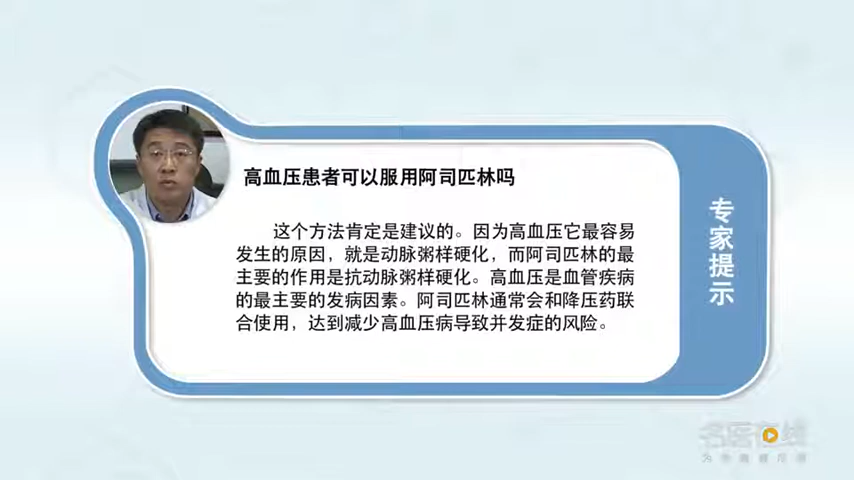 高血压患者可以服用阿司匹林吗
这个方法肯定是建议的。因为高血压它最容易
发生的原因，就是动脉粥样硬化，而阿司匹林的最
主要的作用是抗动脉粥样硬化。高血压是血管疾病
的最主要的发病因素。阿司匹林通常会和降压药联
合使用，达到减少高血压病导致并发症的风险。
专家提示
名医在线